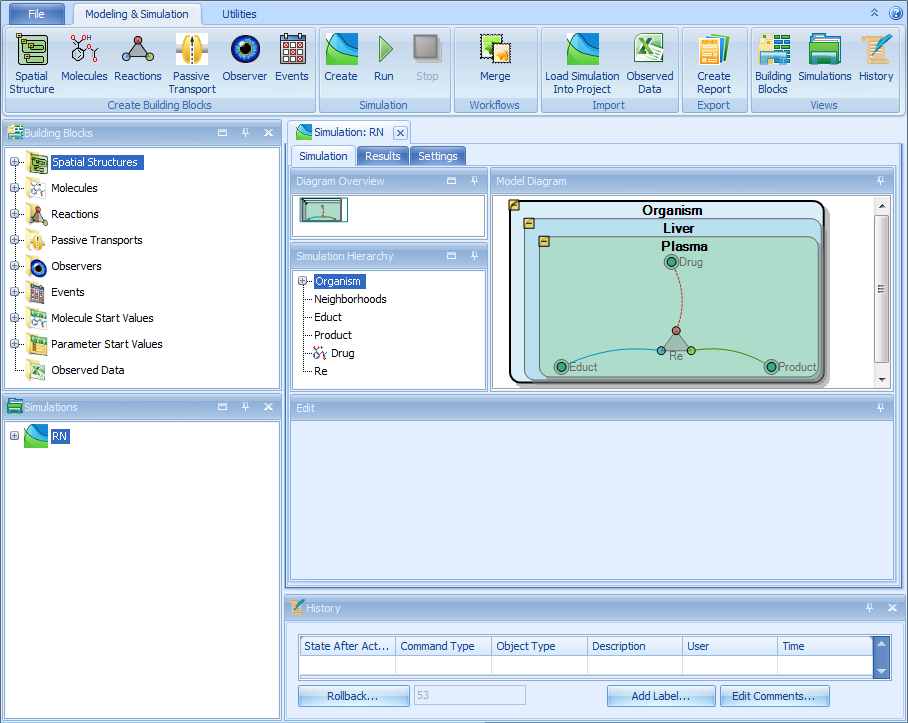 File
Modeling & Simulation
Utilities
Spatial Structure
Molecules
Reactions
Passive Transport
Observer
Events
Create Building Blocks
Create
Run
Stop
Simulation
Merge
Workflows
Load Simulation Into Project
Observed Data
Import
Create Report
Export
Building Blocks
Simulations
History
Views
Building Blocks
Spatial Structures
Molecules
Reactions
Passive Transports
Observers
Events
Molecule Start Values
Parameter Start Values
Observed Data
Simulations
RN
Simulation: RN
Simulation
Results
Settings
Diagram Overview
Simulation Hierarchy
Organism
Neighborhoods
Educt
Product
Drug
Re
Model Diagram
Organism
Liver
Plasma
Drug
Re
Educt
Product
Edit
History
State After Act...
Command Type
Object Type
Description
User
Time
Rollback...
53
Add Label...
Edit Comments...